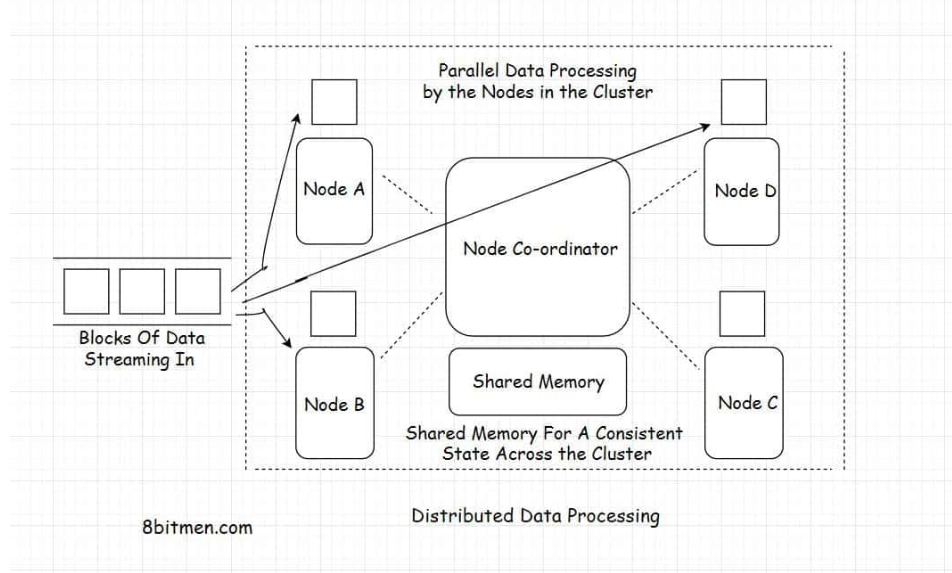 Parallel Data Processing
by the Nodes in the Cluster
Node A
Node D
Node Co-ordinator
Blocks Of Data
Streaming In
Shared Memory
Node B
Node C
Shared Memory For A Consistent
State Across the Cluster
Distributed Data Processing
8bitmen.com